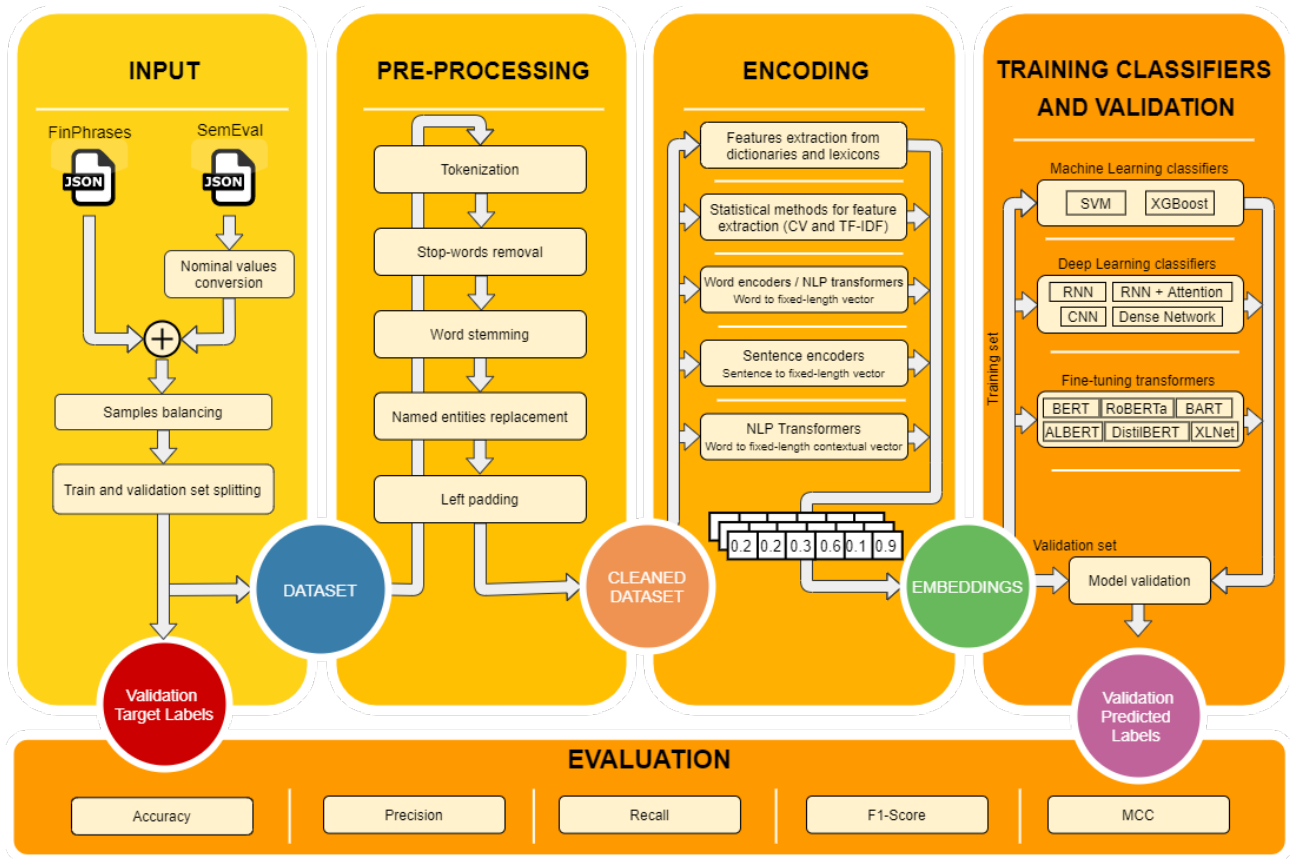 INPUT
FinPhrases
SemEval
JSON
JSON
Nominal values
conversion
Samples balancing
Train and validation set splitting
DATASET
Validation
Target Labels
PRE-PROCESSING
Tokenization
Stop-words removal
Word stemming
Named entities replacement
Left padding
CLEANED
DATASET
ENCODING
Features extraction from
dictionaries and lexicons
Statistical methods for feature
extraction (CV and TF-IDF)
Word encoders / NLP transformers
Word to fixed-length vector
Sentence encoders
Sentence to fixed-length vector
NLP Transformers
Word to fixed-length contextual vector
0.2 0.2 0.3 0.6 0.1 0.9
EMBEDDINGS
TRAINING CLASSIFIERS
AND VALIDATION
Training set
Machine Learning classifiers
SVM XGBoost
Deep Learning classifiers
RNN RNN + Attention
CNN Dense Network
Fine-tuning transformers
BERT RoBERTa BART
ALBERT DistilBERT XLNet
Validation set
Model validation
Validation
Predicted
Labels
EVALUATION
Accuracy
Precision
Recall
F1-Score
MCC